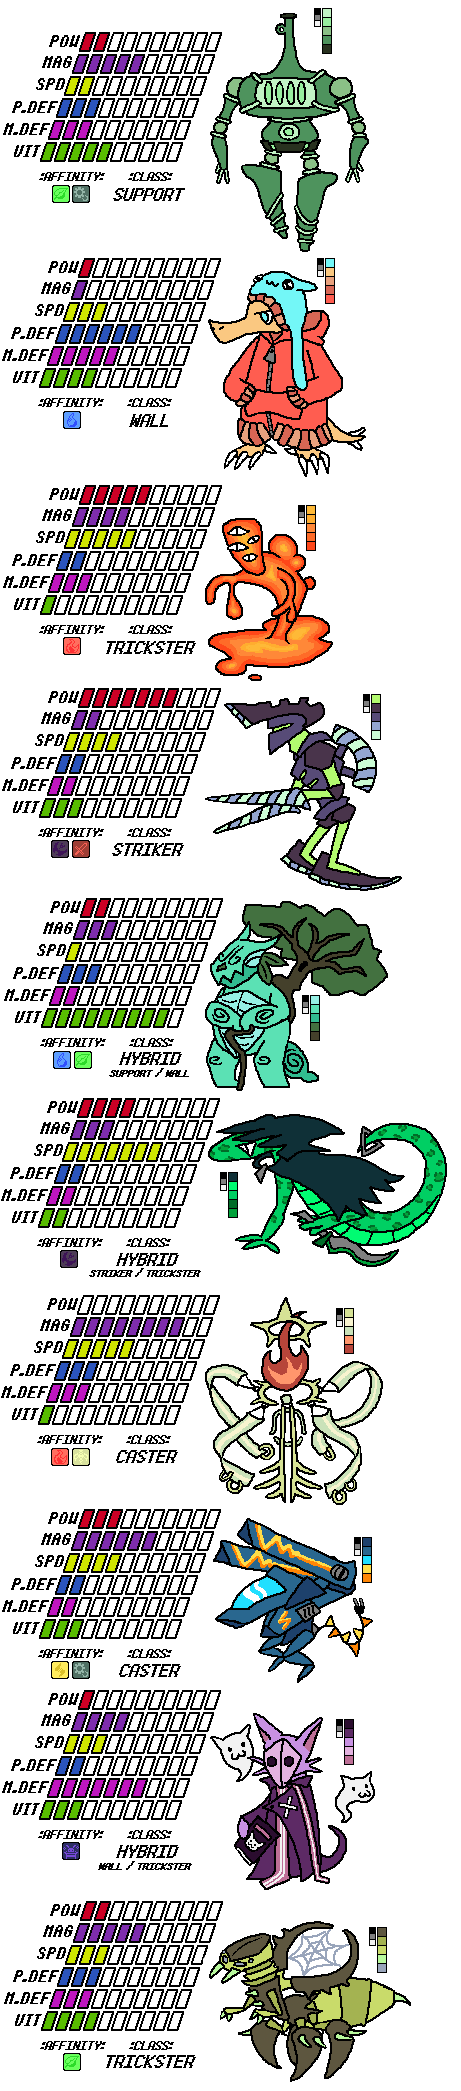 POW
MAG
SPD
P.DEF
M.DEF
VIT
:AFFINITY: :CLASS:
SUPPORT
POW
MAG
SPD
P.DEF
M.DEF
VIT
:AFFINITY: :CLASS:
WALL
POW
MAG
SPD
P.DEF
M.DEF
VIT
:AFFINITY: :CLASS:
TRICKSTER
POW
MAG
SPD
P.DEF
M.DEF
VIT
:AFFINITY: :CLASS:
STRIKER
POW
MAG
SPD
P.DEF
M.DEF
VIT
:AFFINITY: :CLASS:
HYBRID
SUPPORT / WALL
POW
MAG
SPD
P.DEF
M.DEF
VIT
:AFFINITY: :CLASS:
HYBRID
STRIKER / TRICKSTER
POW
MAG
SPD
P.DEF
M.DEF
VIT
:AFFINITY: :CLASS:
CASTER
POW
MAG
SPD
P.DEF
M.DEF
VIT
:AFFINITY: :CLASS:
CASTER
POW
MAG
SPD
P.DEF
M.DEF
VIT
:AFFINITY: :CLASS:
HYBRID
WALL / TRICKSTER
POW
MAG
SPD
P.DEF
M.DEF
VIT
:AFFINITY: :CLASS:
TRICKSTER